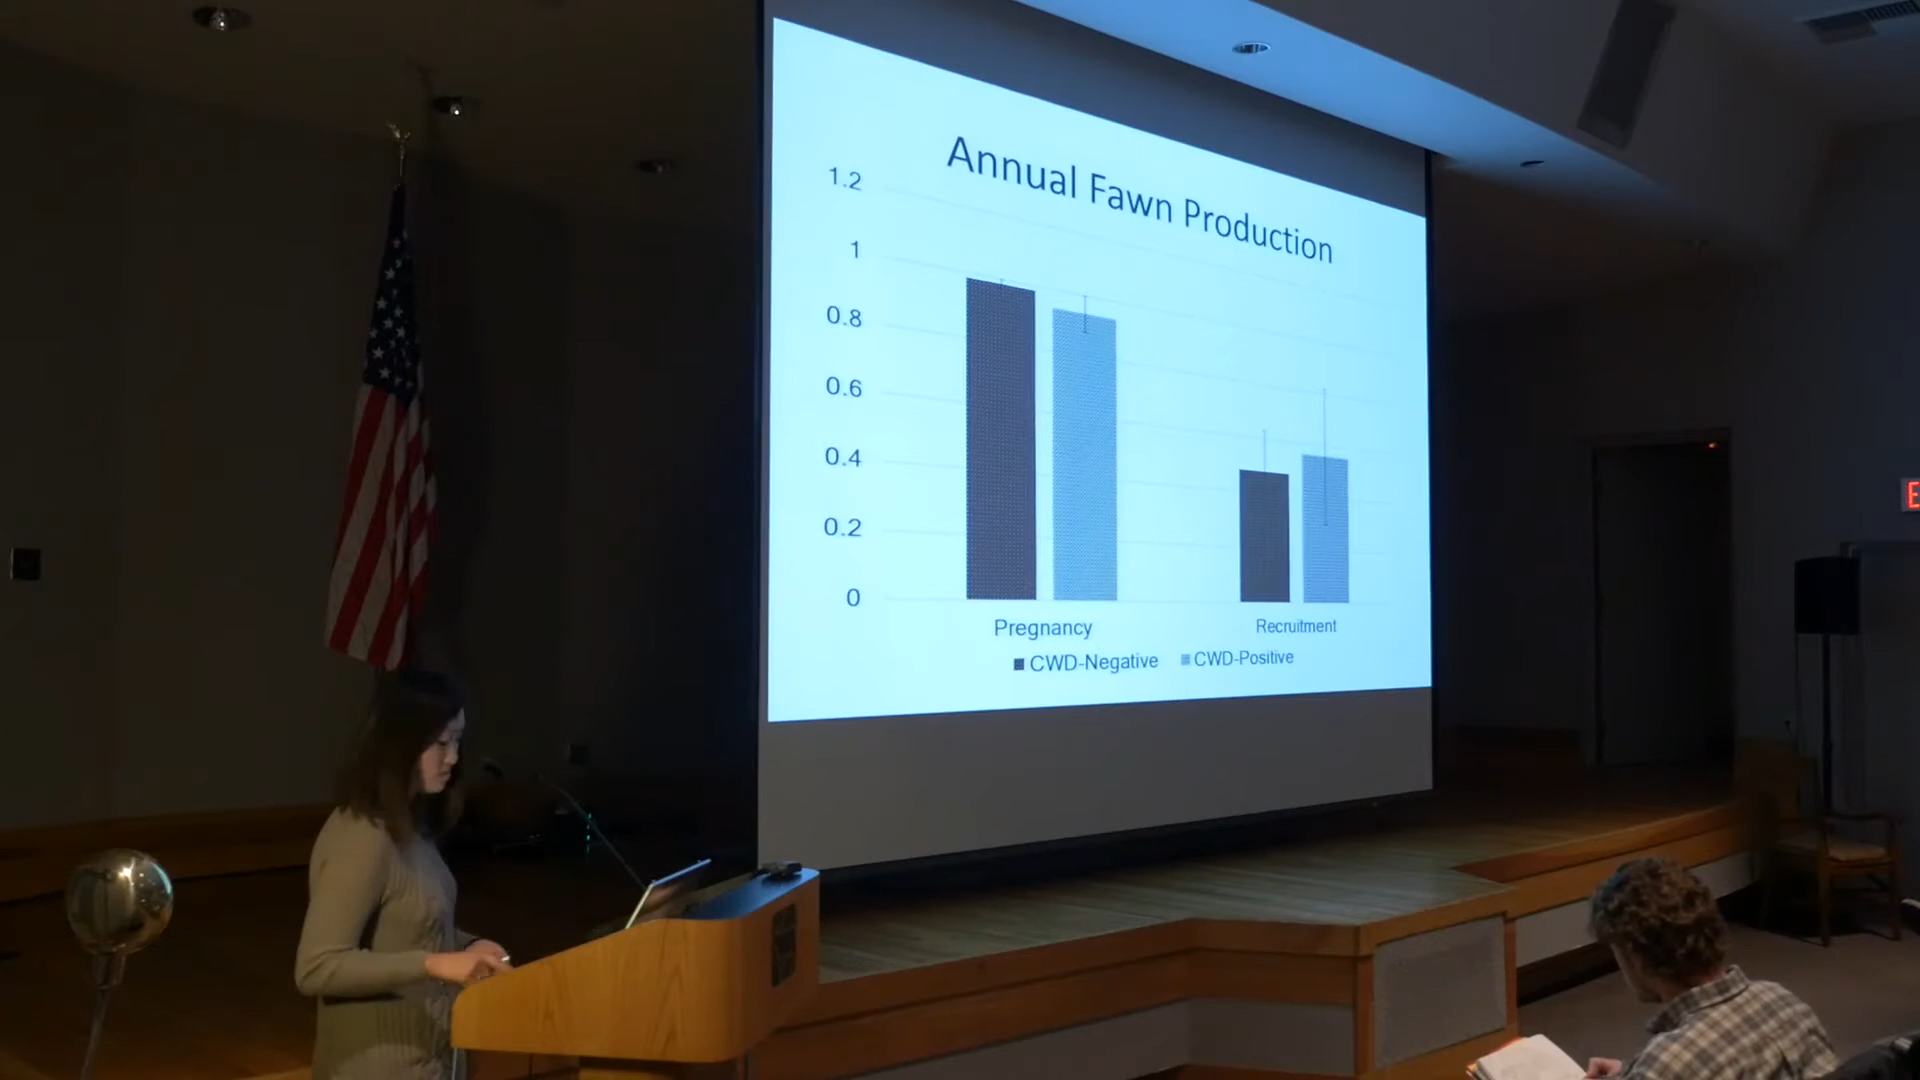 Annual Fawn Production
1.2
1
0.8
0.6
0.4
0.2
0
Pregnancy Recruitment
CWD-Negative CWD-Positive
E